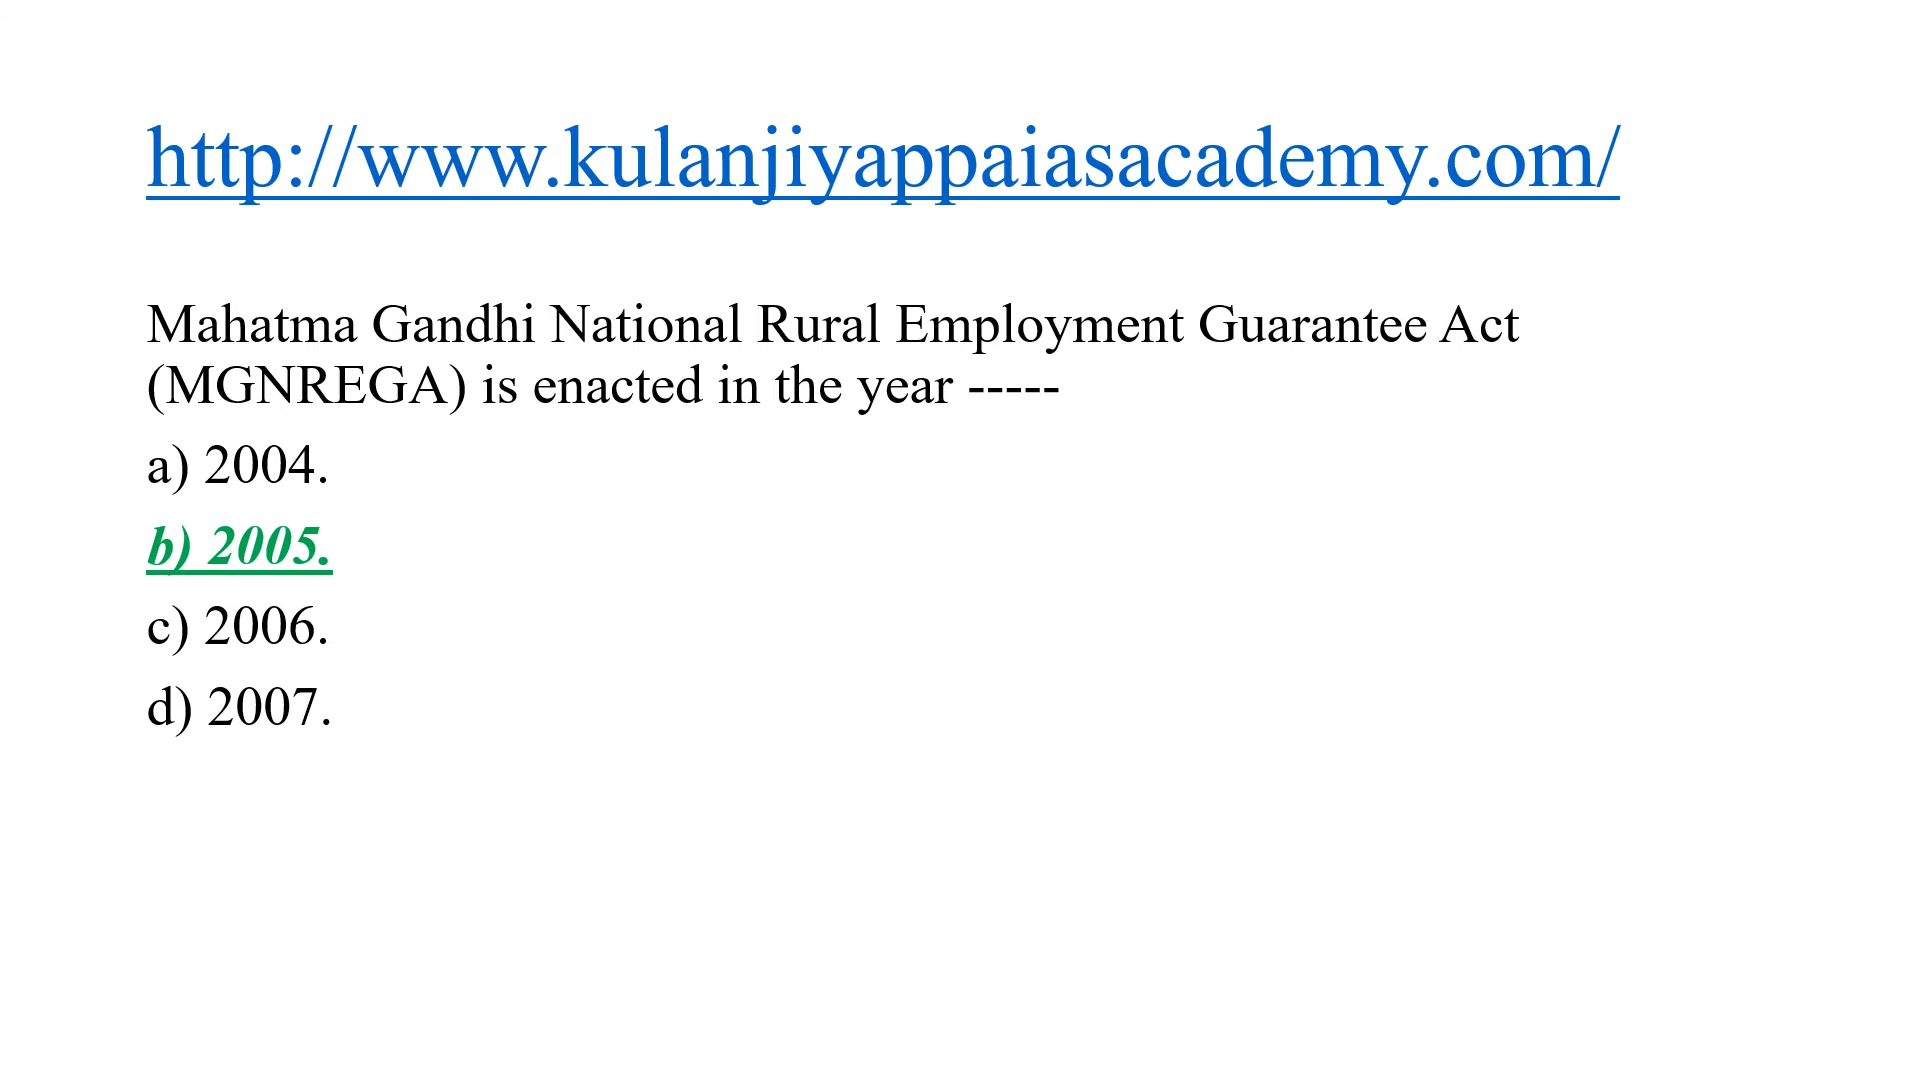 http://www.kulanjiyappaiasacademy.com/
Mahatma Gandhi National Rural Employment Guarantee Act
(MGNREGA) is enacted in the year -----
a) 2004.
b) 2005.
c) 2006.
d) 2007.